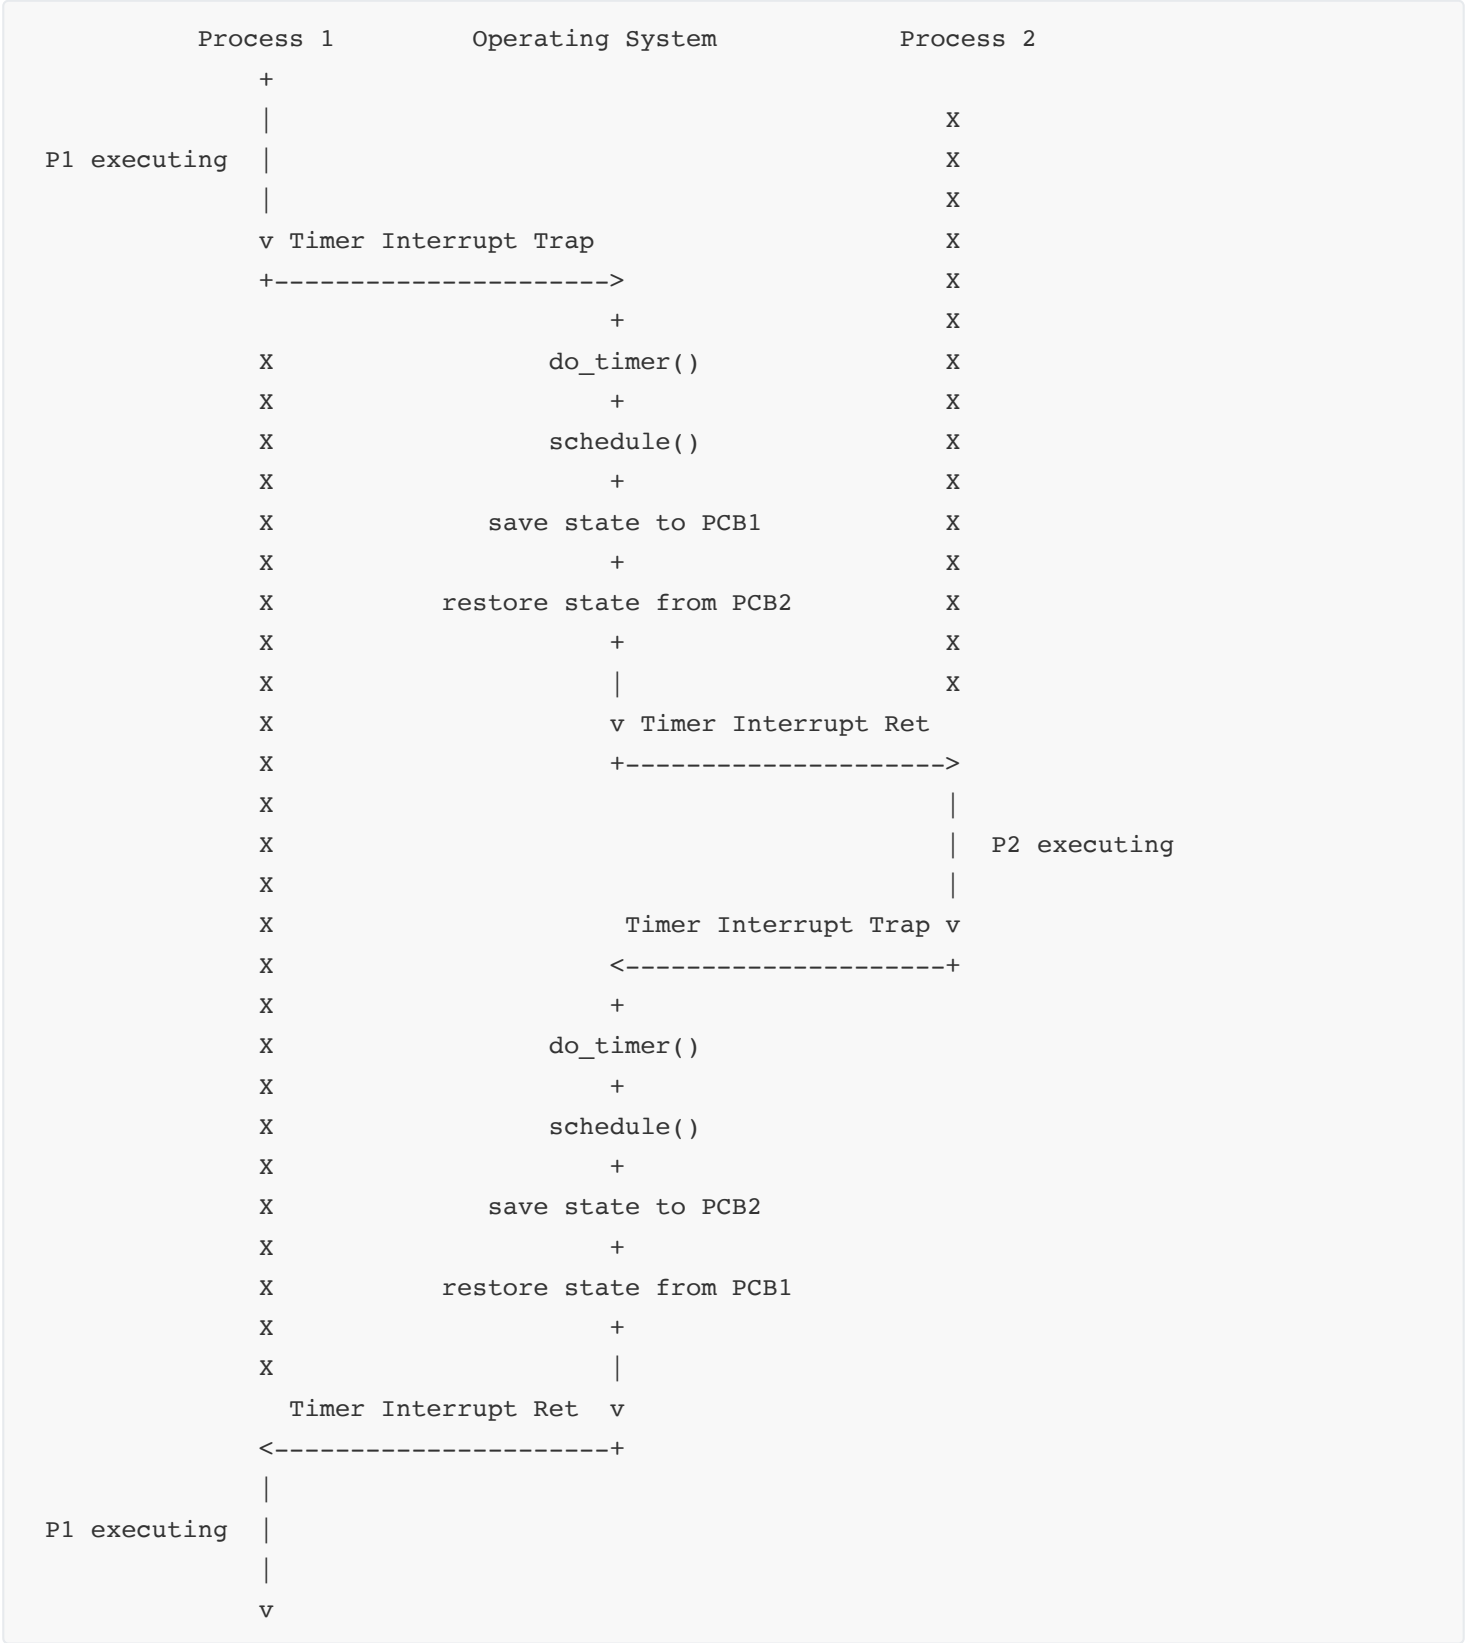 Process 1         Operating System            Process 2
              +
              |                                            X
P1 executing  |                                            X
              |                                            X
              v Timer Interrupt Trap                       X
              +---------------------->                     X
                                     +                     X
              X                  do_timer()                X
              X                      +                     X
              X                  schedule()                X
              X                      +                     X
              X              save state to PCB1            X
              X                      +                     X
              X           restore state from PCB2          X
              X                      +                     X
              X                      |                     X
              X                      v Timer Interrupt Ret
              X                      +--------------------->
              X                                            |
              X                                            |  P2 executing
              X                                            |
              X                       Timer Interrupt Trap v
              X                      <---------------------+
              X                      +
              X                  do_timer()
              X                      +
              X                  schedule()
              X                      +
              X              save state to PCB2
              X                      +
              X           restore state from PCB1
              X                      +
              X                      |
                Timer Interrupt Ret  v
              <----------------------+
              |
P1 executing  |
              |
              v